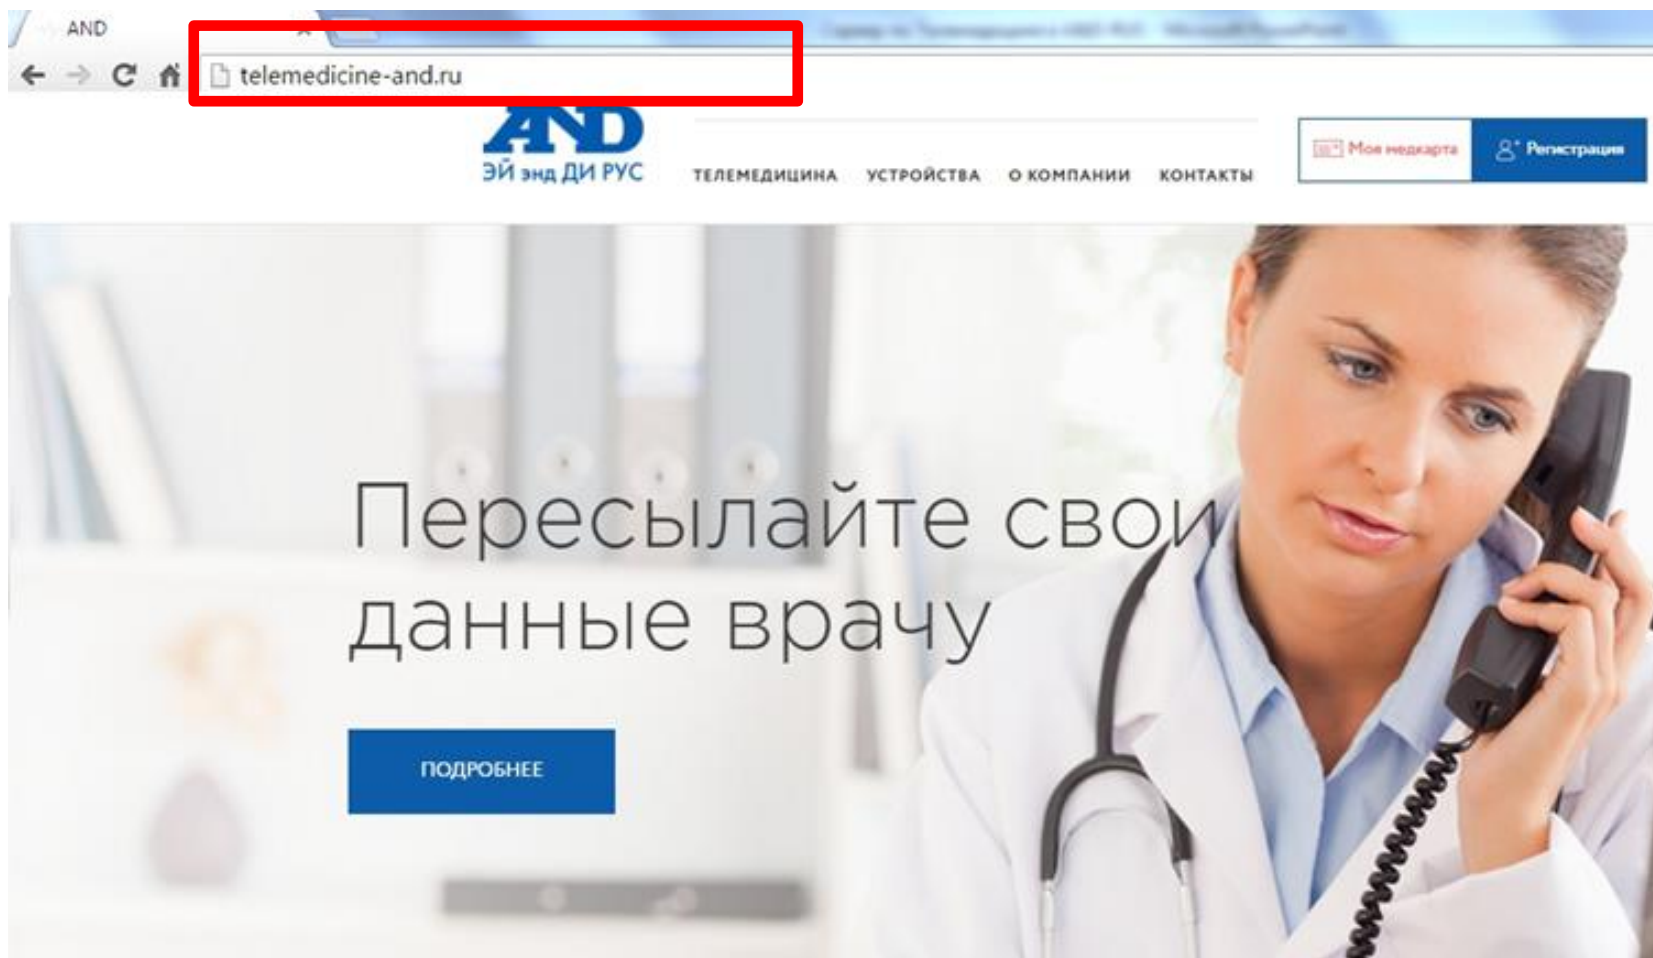 AND
telemedicine-and.ru
AND
ЭЙ энд ДИ РУС
ТЕЛЕМЕДИЦИНА УСТРОЙСТВА О КОМПАНИИ КОНТАКТЫ
Моя медкарта
Регистрация
Пересылайте свои
данные врачу
ПОДРОБНЕЕ